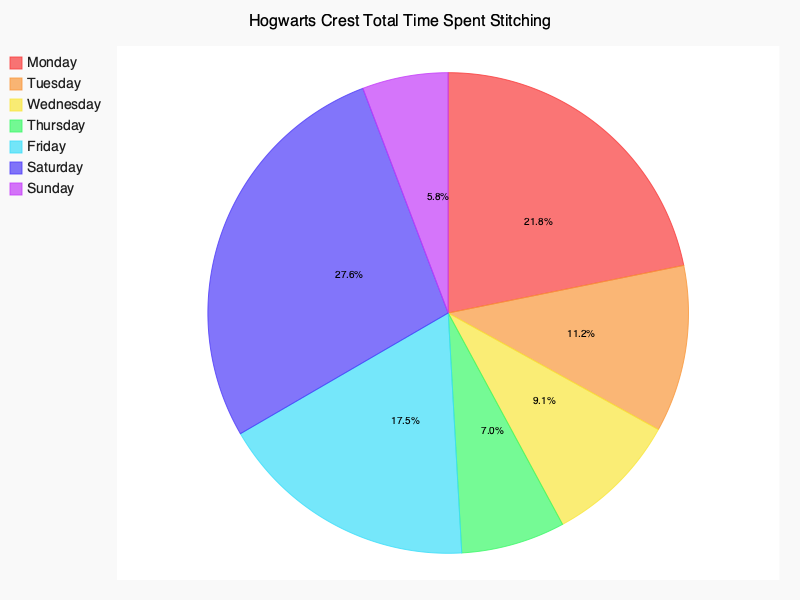 Hogwarts Crest Total Time Spent Stitching
Monday
Tuesday
Wednesday
Thursday
Friday
Saturday
Sunday
5.8%
21.8%
27.6%
11.2%
9.1%
17.5%
7.0%